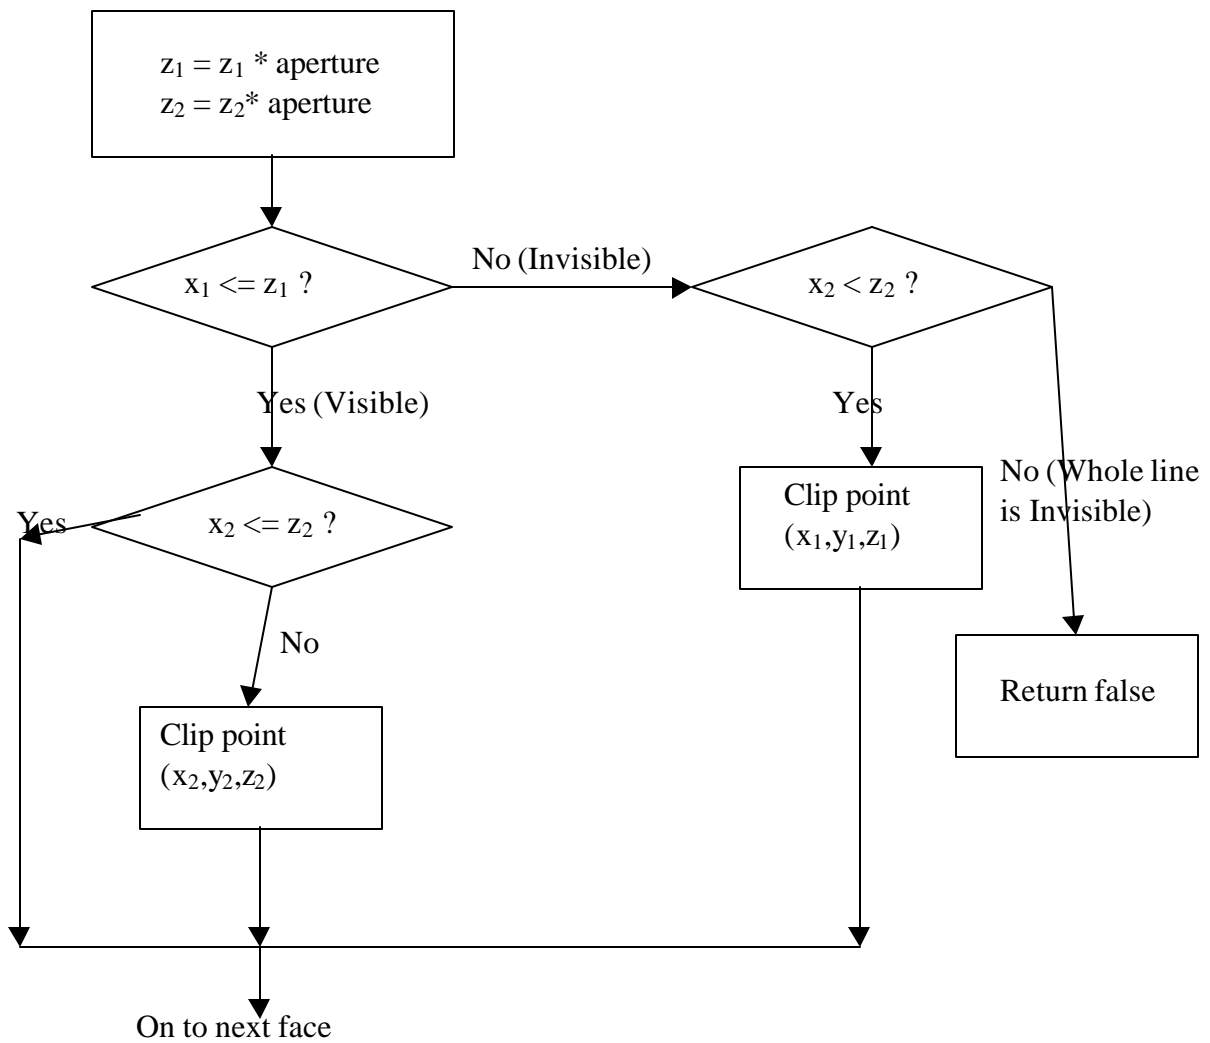 z₁ = z₁ * aperture
z₂ = z₂* aperture
x₁ <= z₁ ?
No (Invisible)
x₂ < z₂ ?
Yes (Visible)
Yes
No (Whole line
is Invisible)
Clip point
(x₁,y₁,z₁)
Yes
x₂ <= z₂ ?
No
Return false
Clip point
(x₂,y₂,z₂)
On to next face